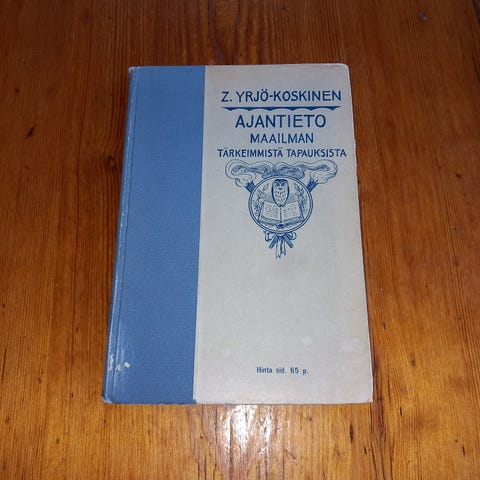 Z. YRJÖ-KOSKINEN
AJANTIETO
MAAILMAN
TÄRKEIMMISTÄ TAPAUKSISTA
Hinta sid. 65 p.